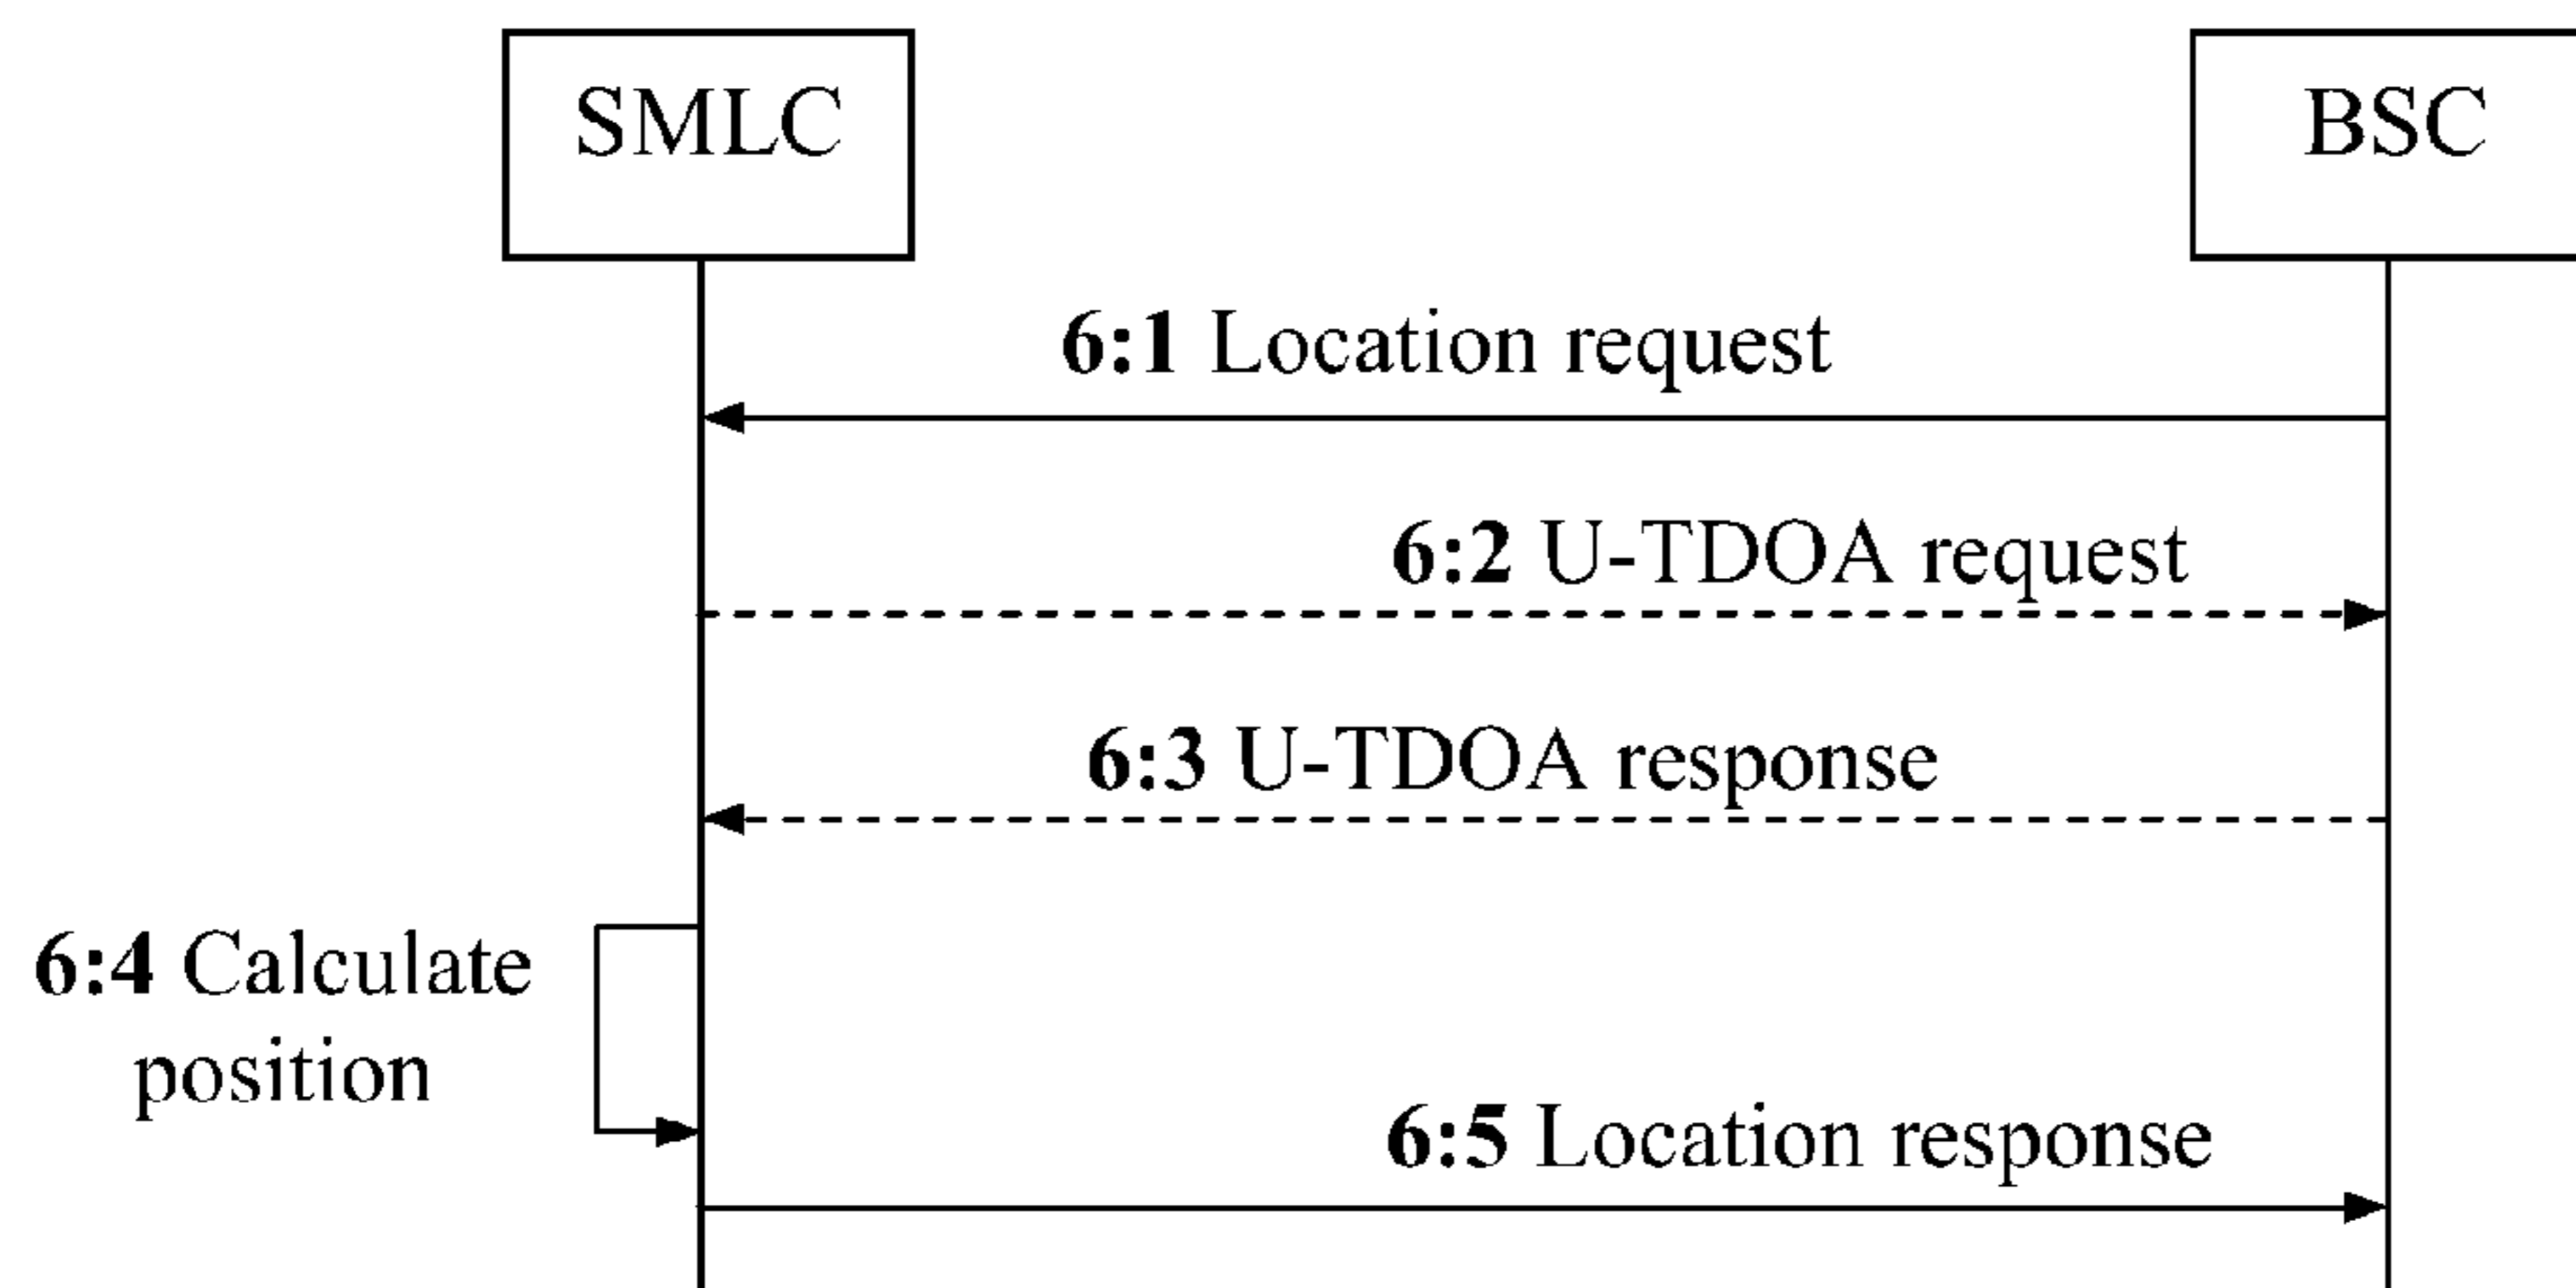 SMLC
BSC
6:1 Location request
6:2 U-TDOA request
6:3 U-TDOA response
6:4 Calculate
position
6:5 Location response